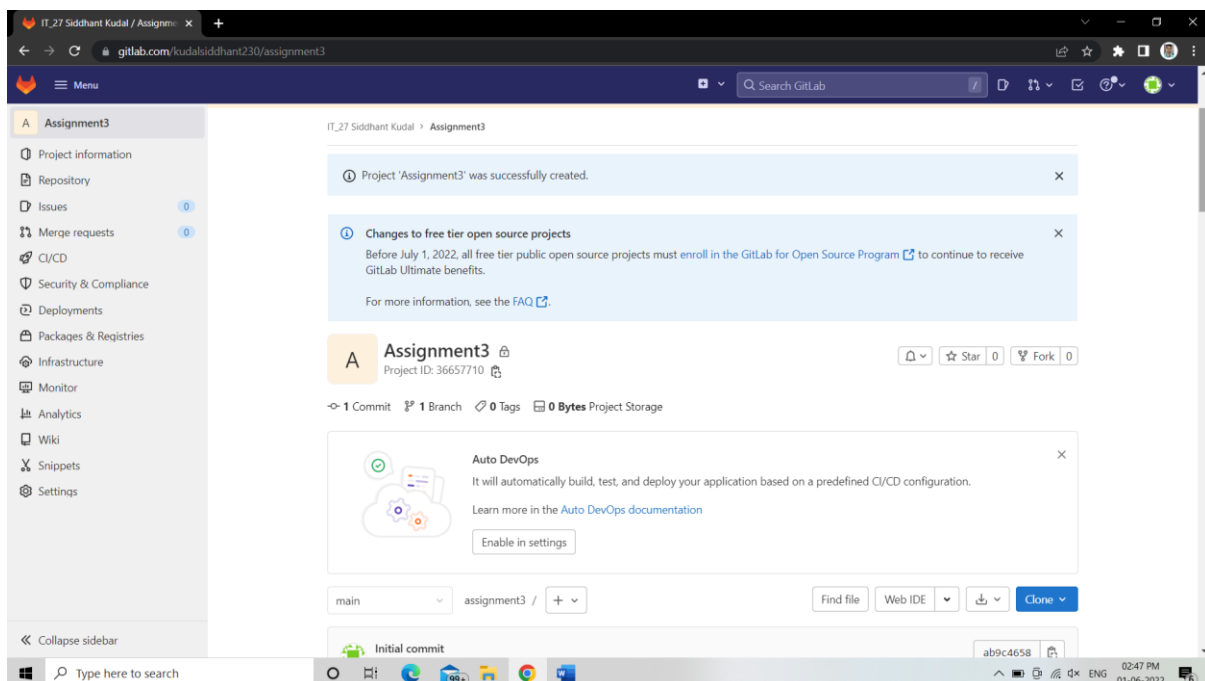 IT_27 Siddhant Kudal / Assignme
gitlab.com/kudalsiddhant230/assignment3
Menu
Search GitLab
/
A Assignment3
Project information
Repository
Issues 0
Merge requests 0
CI/CD
Security & Compliance
Deployments
Packages & Registries
Infrastructure
Monitor
Analytics
Wiki
Snippets
Settings
Collapse sidebar
IT_27 Siddhant Kudal > Assignment3
Project 'Assignment3' was successfully created.
Changes to free tier open source projects
Before July 1, 2022, all free tier public open source projects must enroll in the GitLab for Open Source Program to continue to receive
GitLab Ultimate benefits.
For more information, see the FAQ.
A Assignment3
Project ID: 36657710
Star 0 Fork 0
1 Commit 1 Branch 0 Tags 0 Bytes Project Storage
Auto DevOps
It will automatically build, test, and deploy your application based on a predefined CI/CD configuration.
Learn more in the Auto DevOps documentation
Enable in settings
main assignment3 / + Find file Web IDE Clone
Initial commit ab9c4658
Type here to search 99+ ENG 02:47 PM
01-06-2022 6